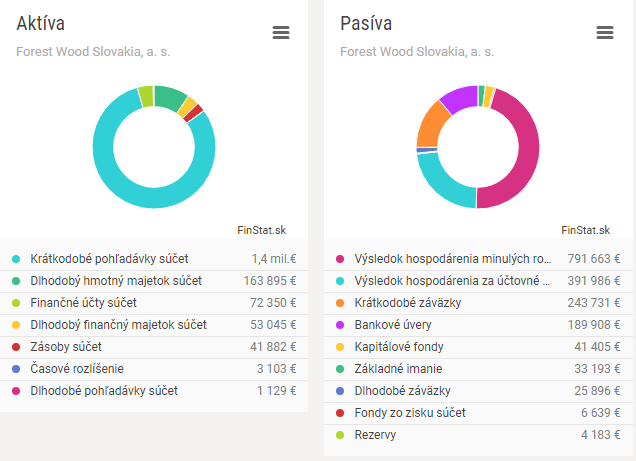 Aktíva
Forest Wood Slovakia, a. s.
FinStat.sk
Krátkodobé pohľadávky súčet 1,4 mil.€
Dlhodobý hmotný majetok súčet 163 895 €
Finančné účty súčet 72 350 €
Dlhodobý finančný majetok súčet 53 045 €
Zásoby súčet 41 882 €
Časové rozlíšenie 3 103 €
Dlhodobé pohľadávky súčet 1 129 €
Pasíva
Forest Wood Slovakia, a. s.
FinStat.sk
Výsledok hospodárenia minulých ro... 791 663 €
Výsledok hospodárenia za účtovné ... 391 986 €
Krátkodobé záväzky 243 731 €
Bankové úvery 189 908 €
Kapitálové fondy 41 405 €
Základné imanie 33 193 €
Dlhodobé záväzky 25 896 €
Fondy zo zisku súčet 6 639 €
Rezervy 4 183 €